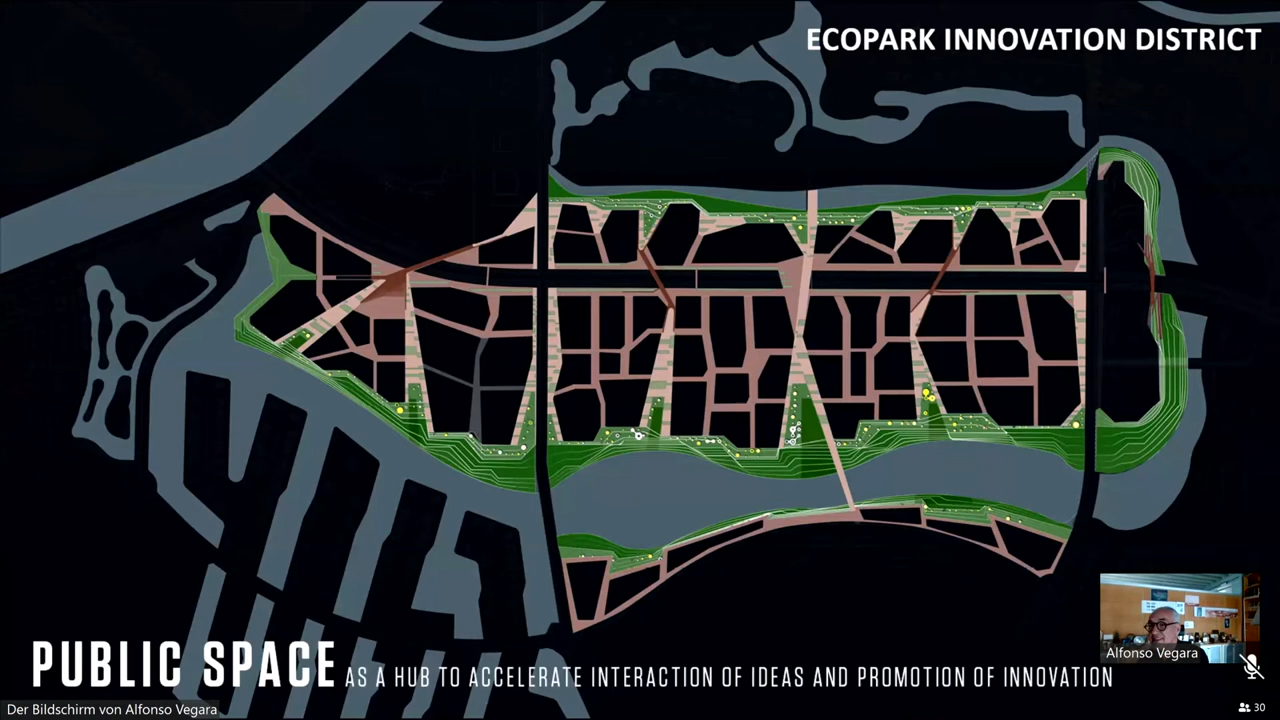 ECOPARK INNOVATION DISTRICT
Alfonso Vegara
PUBLIC SPACE AS A HUB TO ACCELERATE INTERACTION OF IDEAS AND PROMOTION OF INNOVATION
Der Bildschirm von Alfonso Vegara
30